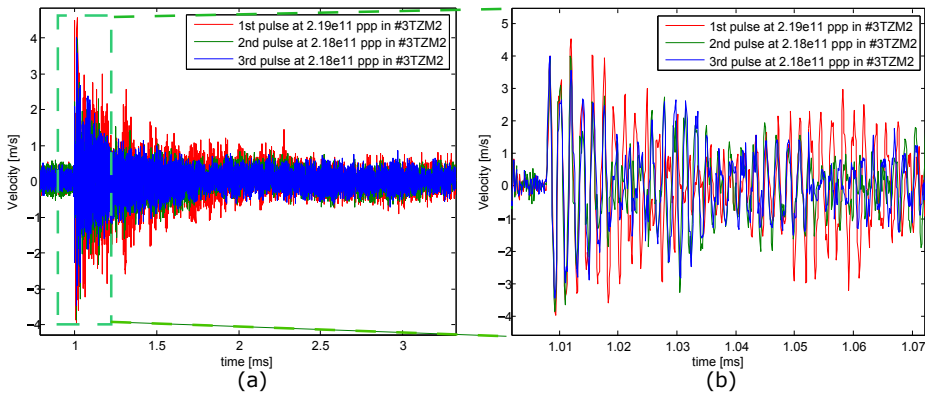 1st pulse at 2.19e11 ppp in #3TZM2
2nd pulse at 2.18e11 ppp in #3TZM2
3rd pulse at 2.18e11 ppp in #3TZM2
4
3
2
1
0
−1
−2
−3
−4
Velocity [m/s]
1
1.5
2
2.5
3
time [ms]
(a)
1st pulse at 2.19e11 ppp in #3TZM2
2nd pulse at 2.18e11 ppp in #3TZM2
3rd pulse at 2.18e11 ppp in #3TZM2
5
4
3
2
1
0
−1
−2
−3
−4
Velocity [m/s]
1.01
1.02
1.03
1.04
1.05
1.06
1.07
time [ms]
(b)